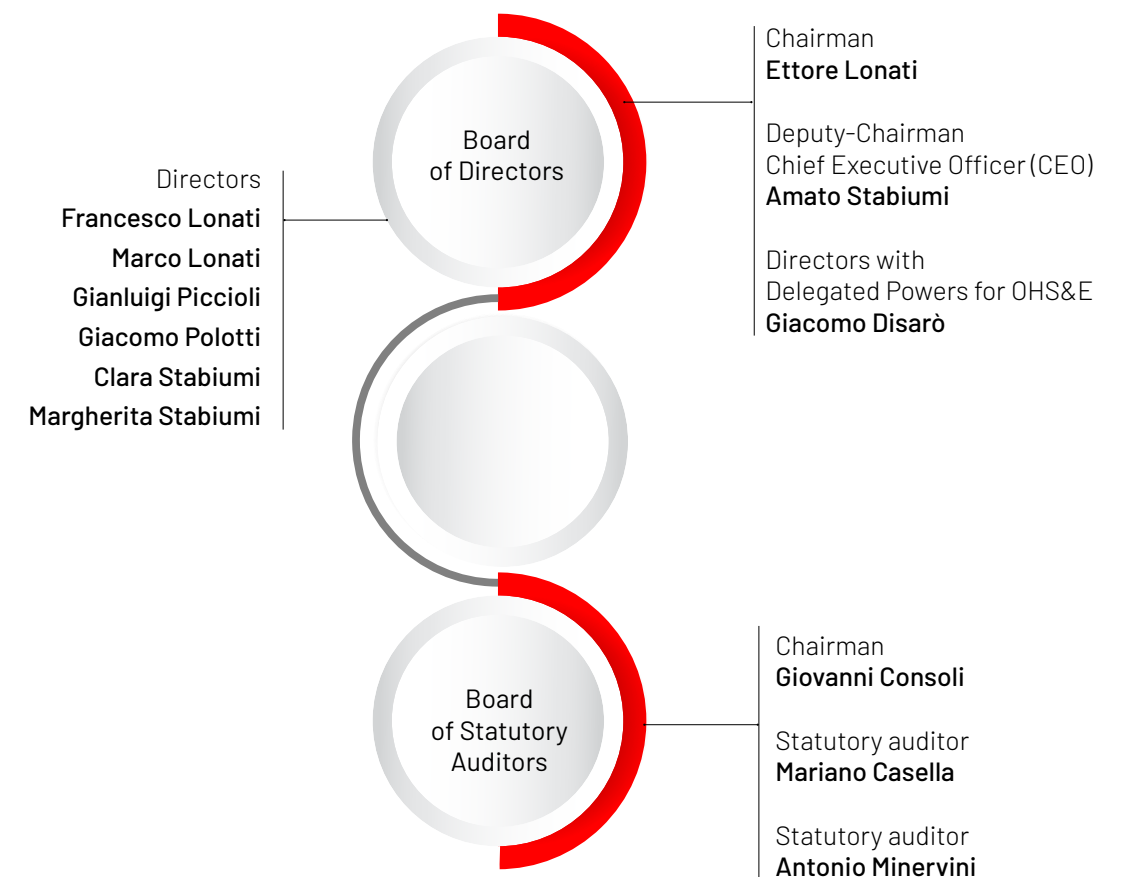 Board
of Directors
Chairman
Ettore Lonati
Deputy-Chairman
Chief Executive Officer (CEO)
Amato Stabiumi
Directors with
Delegated Powers for OHS&E
Giacomo Disarò
Directors
Francesco Lonati
Marco Lonati
Gianluigi Piccioli
Giacomo Polotti
Clara Stabiumi
Margherita Stabiumi
Board
of Statutory
Auditors
Chairman
Giovanni Consoli
Statutory auditor
Mariano Casella
Statutory auditor
Antonio Minervini